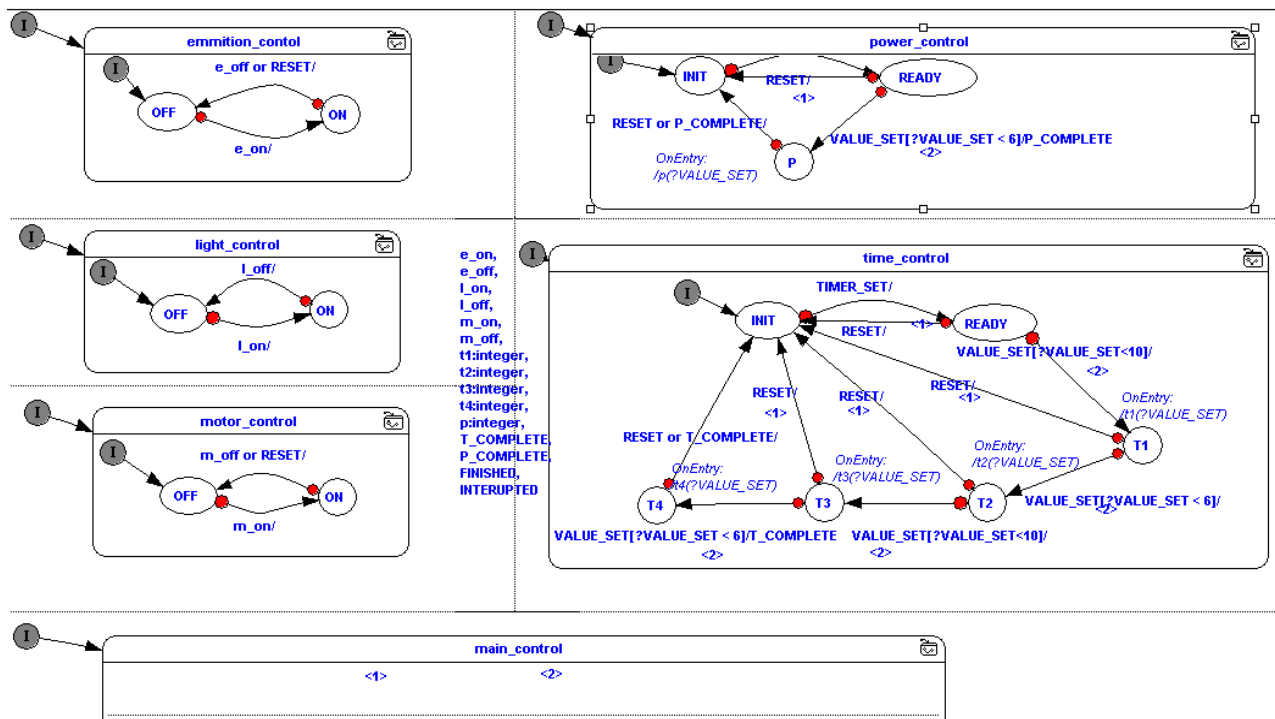 I
emmition_contol
I
e_off or RESET/
OFF
ON
e_on/
I
power_control
I
INIT
READY
RESET/
<1>
RESET or P_COMPLETE/
VALUE_SET[?VALUE_SET < 6]/P_COMPLETE
<2>
P
OnEntry:
/p(?VALUE_SET)
I
light_control
I
l_off/
OFF
ON
l_on/
I
motor_control
I
m_off or RESET/
OFF
ON
m_on/
e_on,
e_off,
l_on,
l_off,
m_on,
m_off,
t1:integer,
t2:integer,
t3:integer,
t4:integer,
p:integer,
T_COMPLETE,
P_COMPLETE,
FINISHED,
INTERUPTED
I
time_control
I
TIMER_SET/
INIT
READY
RESET/
<1>
VALUE_SET[?VALUE_SET<10]/
<2>
RESET/
<1>
RESET/
<1>
RESET/
<1>
OnEntry:
/t1(?VALUE_SET)
RESET or T_COMPLETE/
T1
OnEntry:
/t2(?VALUE_SET)
OnEntry:
/t3(?VALUE_SET)
OnEntry:
/t4(?VALUE_SET)
T4
T3
T2
VALUE_SET[?VALUE_SET < 6]/
<2>
VALUE_SET[?VALUE_SET < 6]/T_COMPLETE
<2>
VALUE_SET[?VALUE_SET<10]/
<2>
I
main_control
<1>
<2>